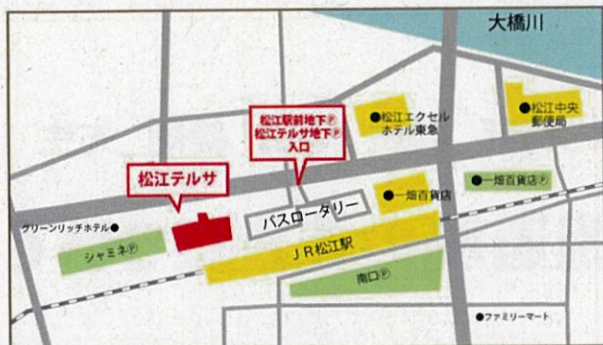 大橋川
松江駅前地下Ⓟ
松江テルサ地下Ⓟ
入口
●松江エクセル
ホテル東急
●松江中央
郵便局
松江テルサ
●一畑百貨店Ⓟ
●一畑百貨店
バスロータリー
グリーンリッチホテル●
シャミネⓅ
JR松江駅
南口Ⓟ
●ファミリーマート